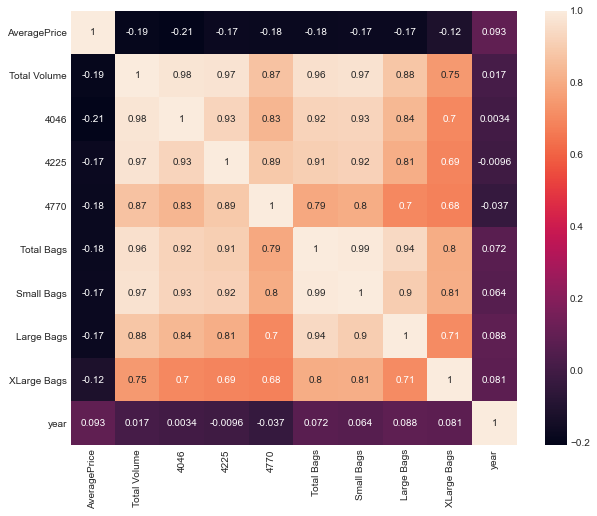 AveragePrice 1 -0.19 -0.21 -0.17 -0.18 -0.18 -0.17 -0.17 -0.12 0.093
Total Volume -0.19 1 0.98 0.97 0.87 0.96 0.97 0.88 0.75 0.017
4046 -0.21 0.98 1 0.93 0.83 0.92 0.93 0.84 0.7 0.0034
4225 -0.17 0.97 0.93 1 0.89 0.91 0.92 0.81 0.69 -0.0096
4770 -0.18 0.87 0.83 0.89 1 0.79 0.8 0.7 0.68 -0.037
Total Bags -0.18 0.96 0.92 0.91 0.79 1 0.99 0.94 0.8 0.072
Small Bags -0.17 0.97 0.93 0.92 0.8 0.99 1 0.9 0.81 0.064
Large Bags -0.17 0.88 0.84 0.81 0.7 0.94 0.9 1 0.71 0.088
XLarge Bags -0.12 0.75 0.7 0.69 0.68 0.8 0.81 0.71 1 0.081
year 0.093 0.017 0.0034 -0.0096 -0.037 0.072 0.064 0.088 0.081 1
AveragePrice
Total Volume
4046
4225
4770
Total Bags
Small Bags
Large Bags
XLarge Bags
year
1.0
0.8
0.6
0.4
0.2
0.0
-0.2